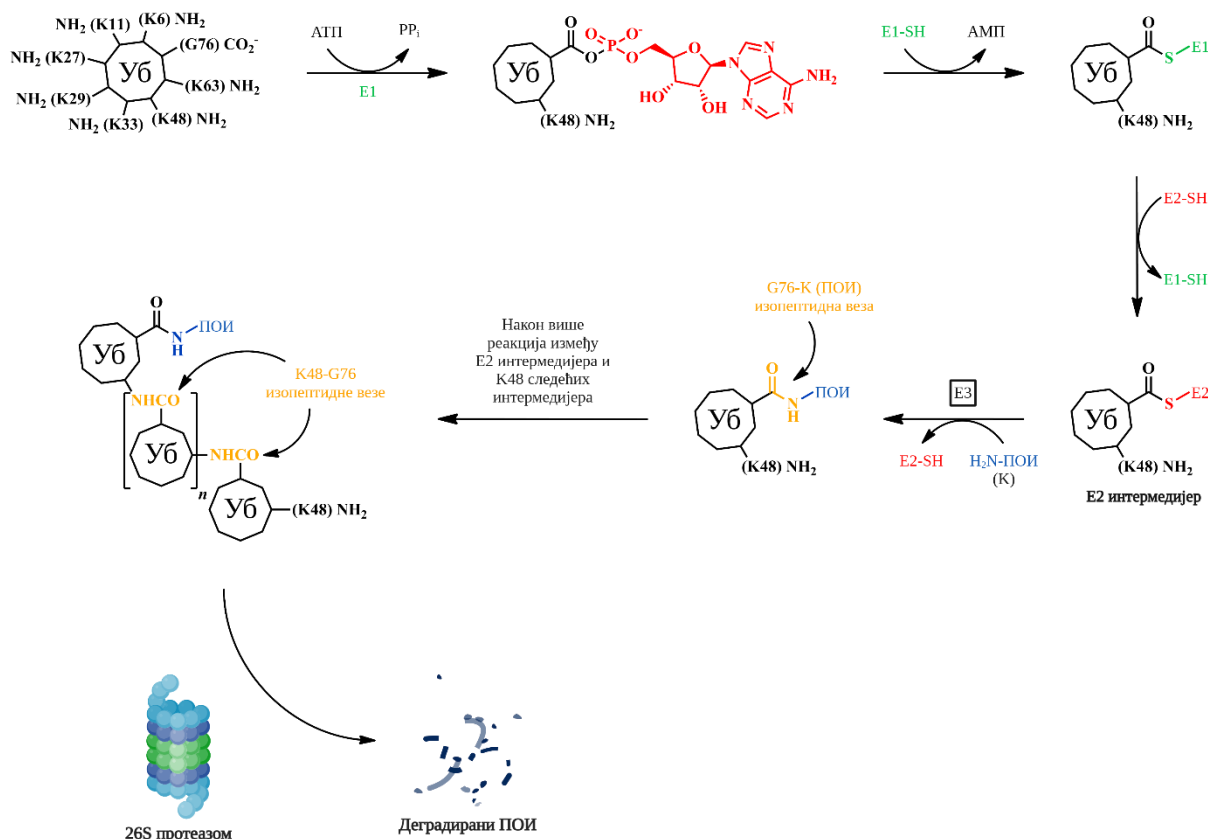 NH₂ (K11)
(K6) NH₂
(G76) CO₂⁻
NH₂ (K27)
Уб
(K63) NH₂
NH₂ (K29)
NH₂ (K33)
(K48) NH₂
АТП
PPᵢ
E1
Уб
O
O
P
O
O⁻
O
O
HO
OH
N
N
N
N
NH₂
(K48) NH₂
E1-SH
АМП
Уб
O
S
E1
(K48) NH₂
E2-SH
E1-SH
Уб
O
S
E2
(K48) NH₂
E2 интермедијер
E3
E2-SH
H₂N-ПОИ
(K)
G76-K (ПОИ)
изопептидна веза
Уб
O
N
H
ПОИ
(K48) NH₂
Након више
реакција између
E2 интермедијера и
K48 следећих
интермедијера
O
Уб
N
H
ПОИ
K48-G76
изопептидне везе
NHCO
Уб
n
NHCO
Уб
(K48) NH₂
26S протеазом
Деградирани ПОИ